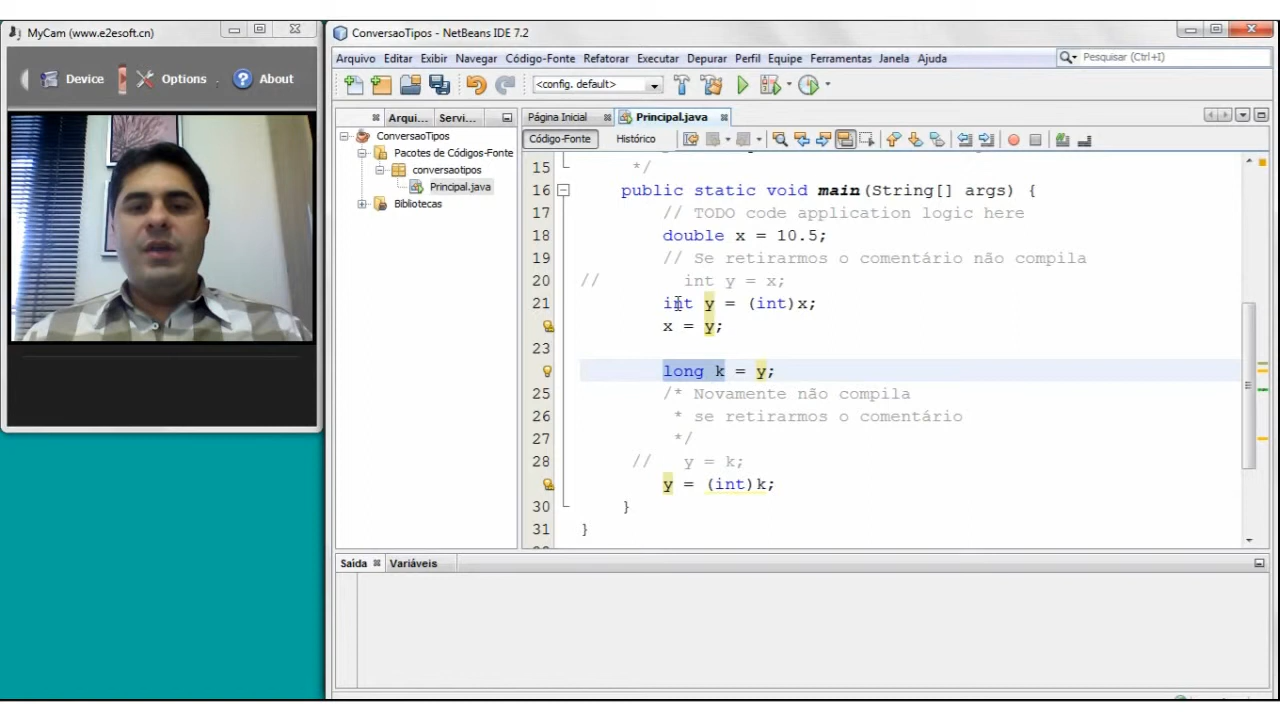 MyCam (www.e2esoft.cn)
Device
Options
About
ConversaoTipos - NetBeans IDE 7.2
Arquivo Editar Exibir Navegar Código-Fonte Refatorar Executar Depurar Perfil Equipe Ferramentas Janela Ajuda
Pesquisar (Ctrl+I)
<config. default>
Arqui...
Servi...
Página Inicial
Principal.java
ConversaoTipos
Pacotes de Códigos-Fonte
conversaotipos
Principal.java
Bibliotecas
Código-Fonte
Histórico
15 */
16 public static void main(String[] args) {
17 // TODO code application logic here
18 double x = 10.5;
19 // Se retirarmos o comentário não compila
20 // int y = x;
21 int y = (int)x;
x = y;
23
long k = y;
25 /* Novamente não compila
26 * se retirarmos o comentário
27 */
28 // y = k;
y = (int)k;
30 }
31 }
Saída
Variáveis